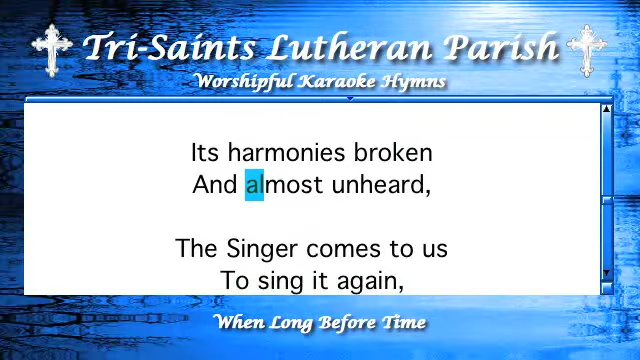 Tri-Saints Lutheran Parish
Worshipful Karaoke Hymns
Its harmonies broken
And almost unheard,
The Singer comes to us
To sing it again,
When Long Before Time